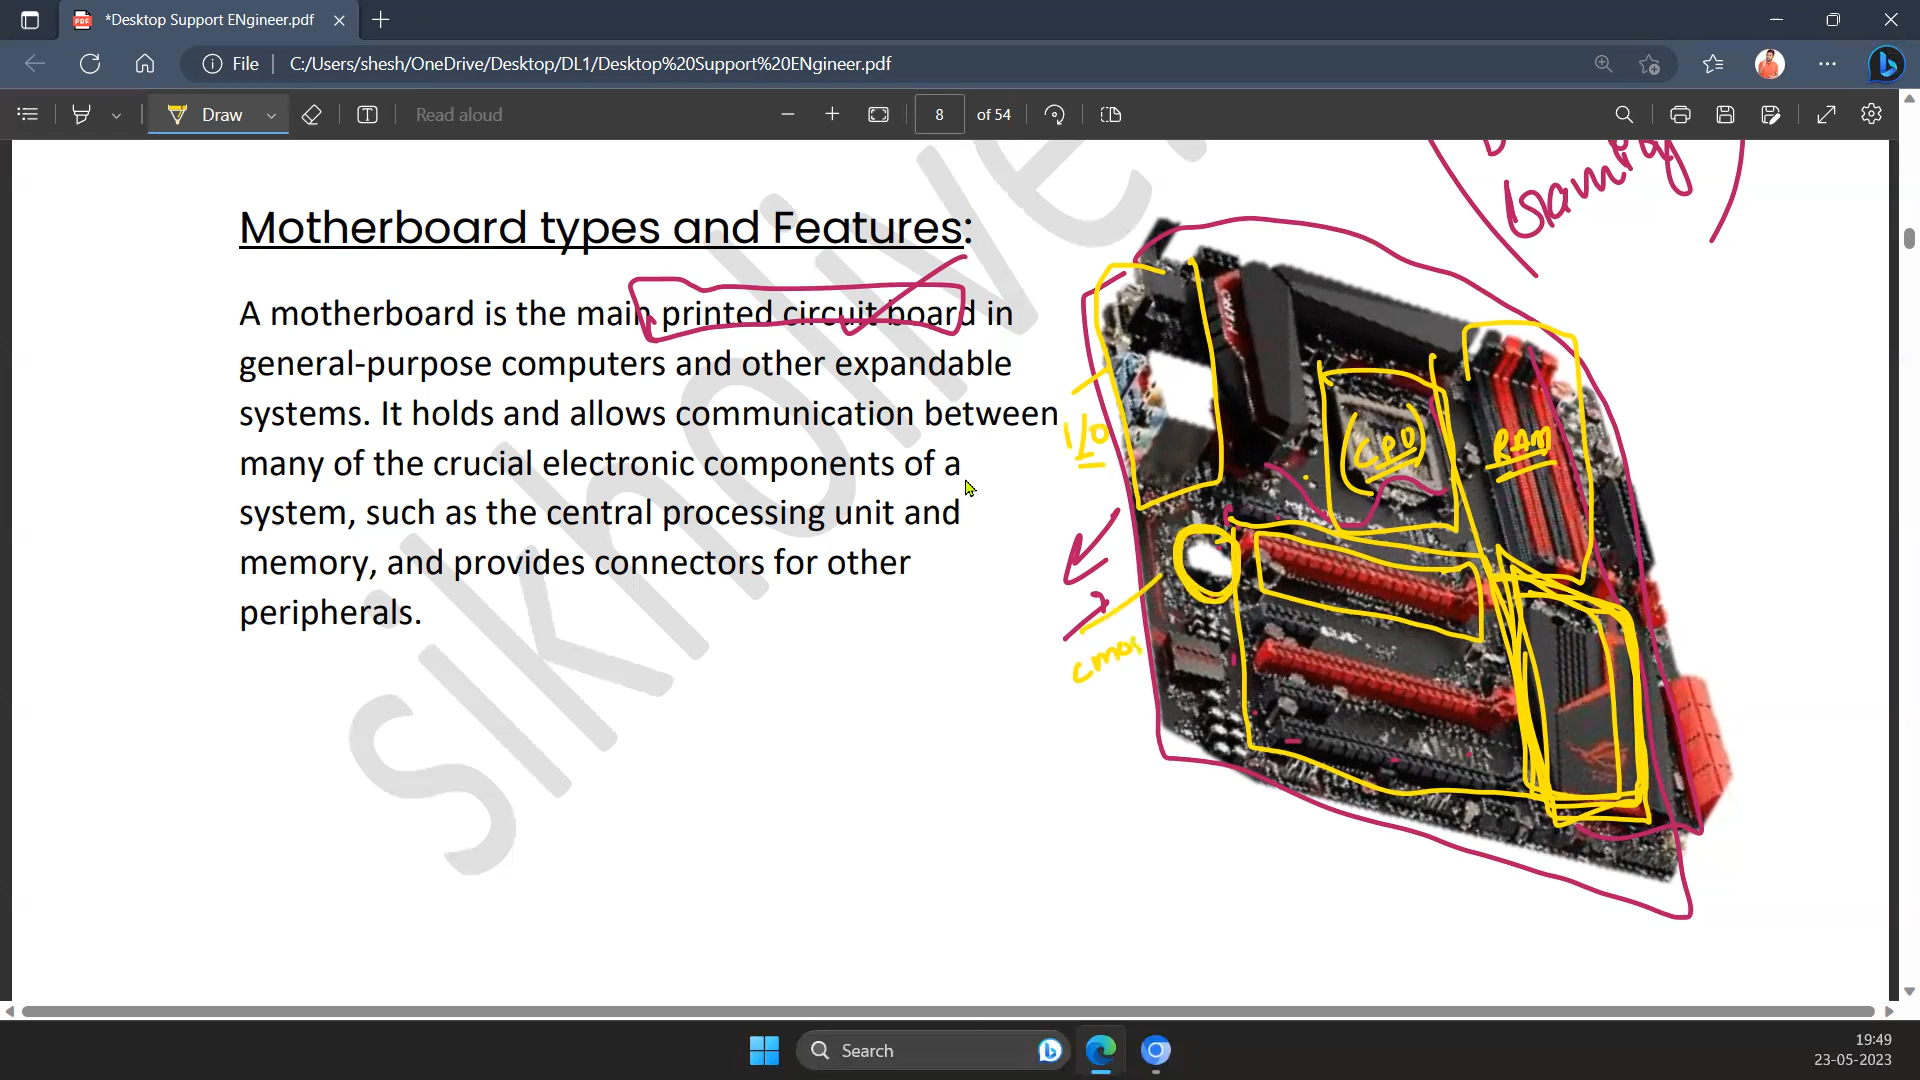 *Desktop Support ENgineer.pdf
File
C:/Users/shesh/OneDrive/Desktop/DL1/Desktop%20Support%20ENgineer.pdf
Draw
Read aloud
8
of 54
Gaming
Motherboard types and Features:
A motherboard is the main printed circuit board in
general-purpose computers and other expandable
systems. It holds and allows communication between
many of the crucial electronic components of a
system, such as the central processing unit and
memory, and provides connectors for other
peripherals.
I/O
CPU
RAM
cmos
Search
19:49
23-05-2023